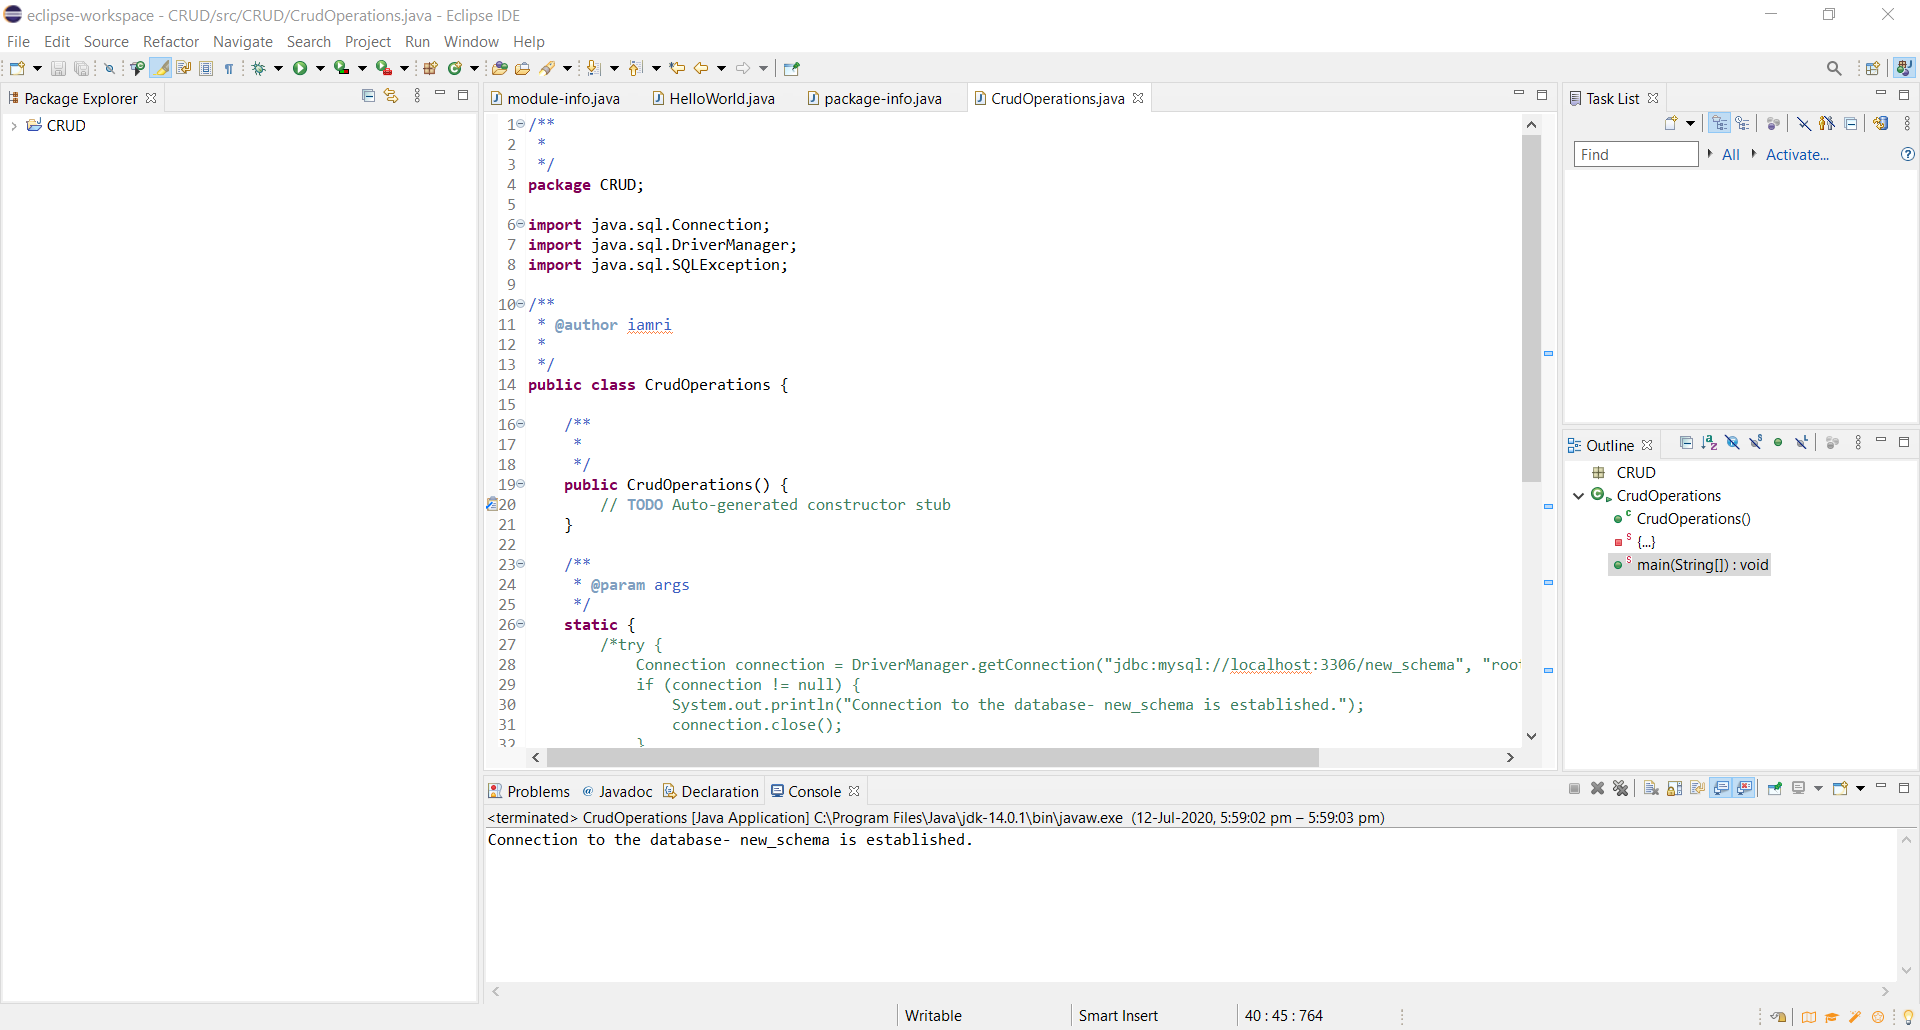 eclipse-workspace - CRUD/src/CRUD/CrudOperations.java - Eclipse IDE
File Edit Source Refactor Navigate Search Project Run Window Help
Package Explorer
CRUD
module-info.java HelloWorld.java package-info.java CrudOperations.java
1 /**
2  *
3  */
4 package CRUD;
5
6 import java.sql.Connection;
7 import java.sql.DriverManager;
8 import java.sql.SQLException;
9
10 /**
11  * @author iamri
12  *
13  */
14 public class CrudOperations {
15
16     /**
17      *
18      */
19     public CrudOperations() {
20         // TODO Auto-generated constructor stub
21     }
22
23     /**
24      * @param args
25      */
26     static {
27         /*try {
28             Connection connection = DriverManager.getConnection("jdbc:mysql://localhost:3306/new_schema", "root
29             if (connection != null) {
30                 System.out.println("Connection to the database- new_schema is established.");
31                 connection.close();
32             }
Task List
Find All Activate...
Outline
CRUD
CrudOperations
CrudOperations()
{...}
main(String[]) : void
Problems Javadoc Declaration Console
<terminated> CrudOperations [Java Application] C:\Program Files\Java\jdk-14.0.1\bin\javaw.exe (12-Jul-2020, 5:59:02 pm – 5:59:03 pm)
Connection to the database- new_schema is established.
Writable Smart Insert 40 : 45 : 764